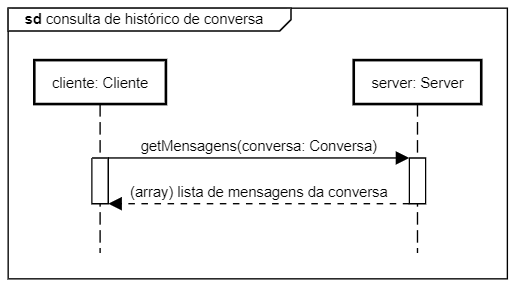 sd consulta de histórico de conversa
cliente: Cliente
server: Server
getMensagens(conversa: Conversa)
(array) lista de mensagens da conversa